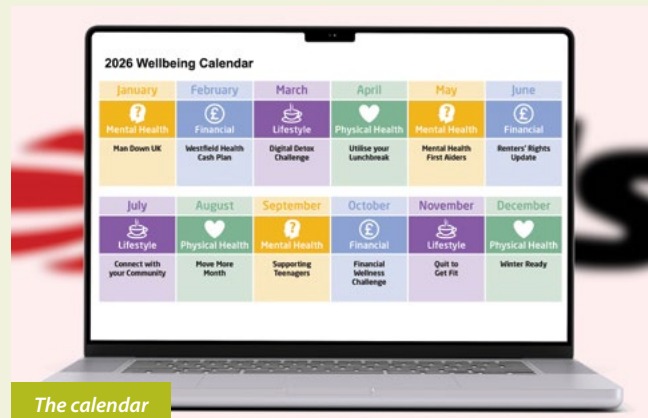 2026 Wellbeing Calendar
January February March April May June
? £ ? £
Mental Health Financial Lifestyle Physical Health Mental Health Financial
Man Down UK Westfield Health Digital Detox Utilise your Mental Health Renters' Rights
Cash Plan Challenge Lunchbreak First Aiders Update
July August September October November December
? £
Lifestyle Physical Health Mental Health Financial Lifestyle Physical Health
Connect with Move More Supporting Financial Quit to Winter Ready
your Community Month Teenagers Wellness Get Fit
Challenge
's
The calendar